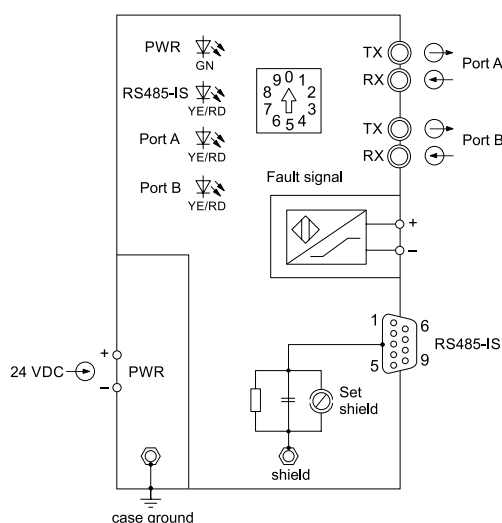 PWR
GN
RS485-IS
YE/RD
Port A
YE/RD
Port B
YE/RD
9 0 1
8 2
7 3
6 5 4
TX
RX
Port A
TX
RX
Port B
Fault signal
+
−
1
6
5
9
RS485-IS
24 VDC
+
−
PWR
Set
shield
shield
case ground